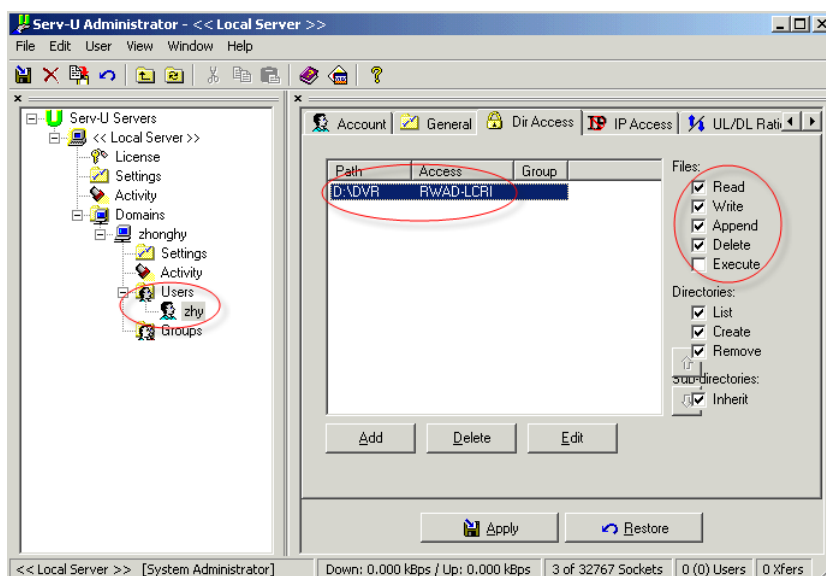 Serv-U Administrator - << Local Server >>
File Edit User View Window Help
Serv-U Servers
<< Local Server >>
License
Settings
Activity
Domains
zhonghy
Settings
Activity
Users
zhy
Groups
Account General Dir Access IP Access UL/DL Rati
Path Access Group
D:\DVR RWAD-LCRI
Files:
Read
Write
Append
Delete
Execute
Directories:
List
Create
Remove
Sub-directories:
Inherit
Add Delete Edit
Apply Restore
<< Local Server >> [System Administrator] Down: 0.000 kBps / Up: 0.000 kBps 3 of 32767 Sockets 0 (0) Users 0 Xfers